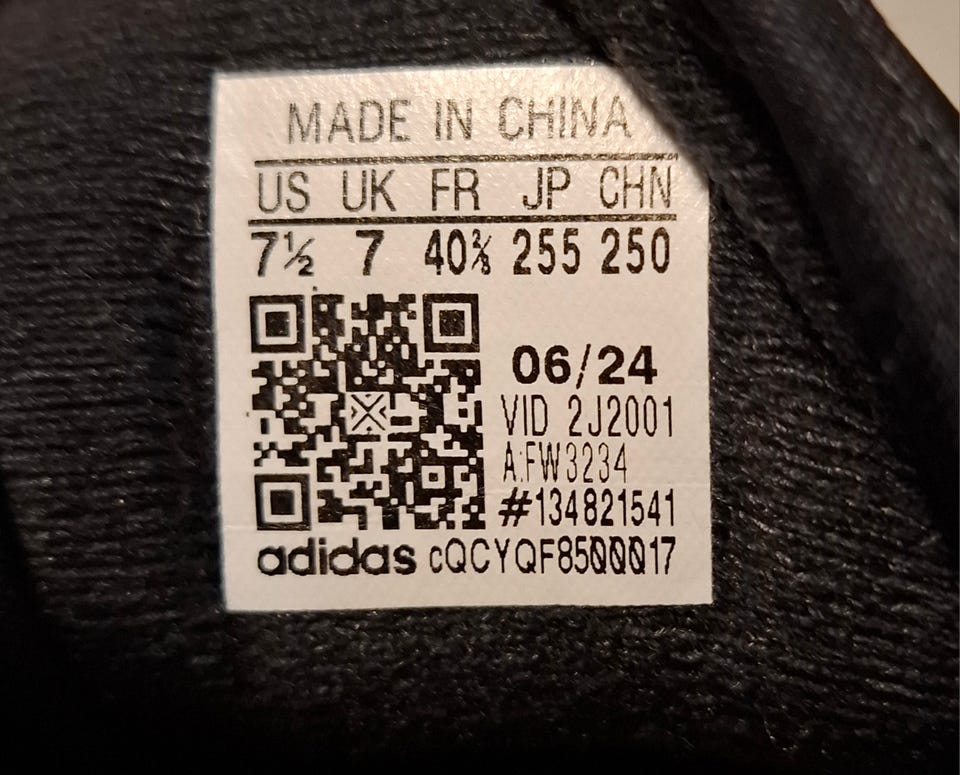 MADE IN CHINA
US UK FR JP CHN
7½ 7 40⅔ 255 250
06/24
VID 2J2001
A:FW3234
#134821541
adidas cQCYQF8500017